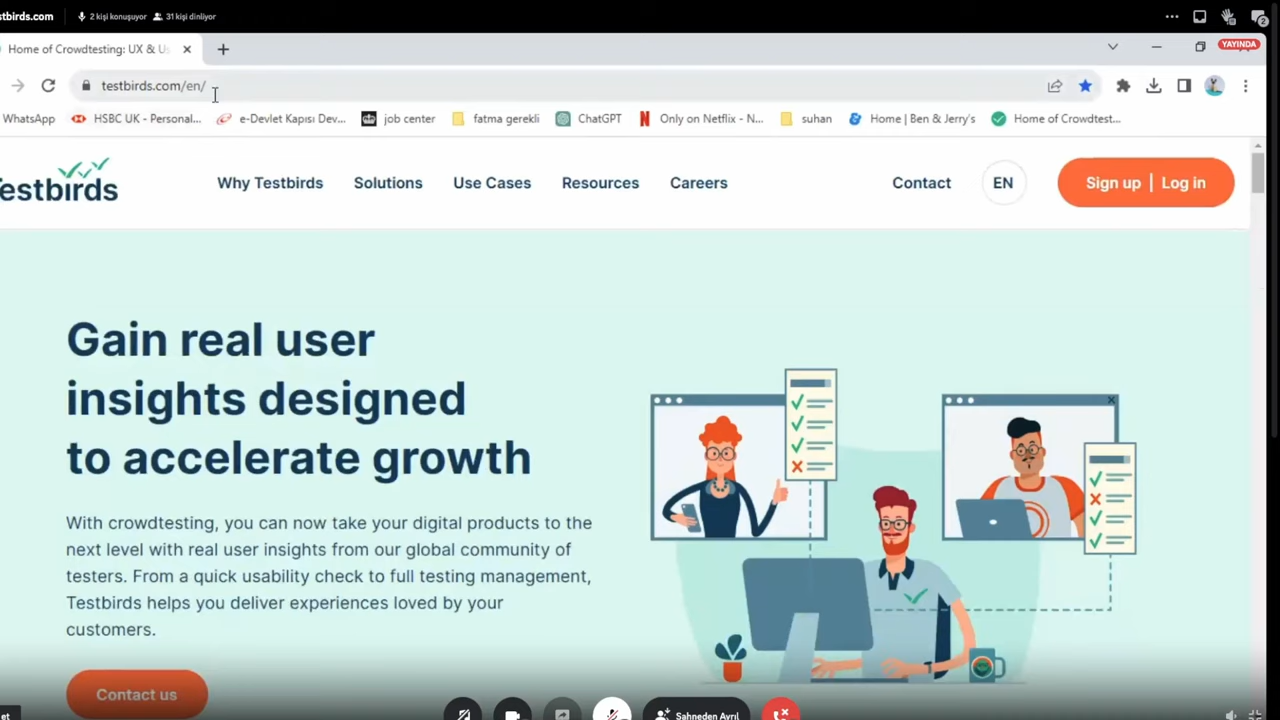 stbirds.com 2 kişi konuşuyor 31 kişi dinliyor
2
Home of Crowdtesting: UX & Us
YAYINDA
testbirds.com/en/
WhatsApp HSBC UK - Personal... e-Devlet Kapısı Dev... job center fatma gerekli ChatGPT Only on Netflix - N... suhan Home | Ben & Jerry's Home of Crowdtest...
estbirds Why Testbirds Solutions Use Cases Resources Careers Contact EN Sign up | Log in
Gain real user
insights designed
to accelerate growth
With crowdtesting, you can now take your digital products to the
next level with real user insights from our global community of
testers. From a quick usability check to full testing management,
Testbirds helps you deliver experiences loved by your
customers.
Contact us
et Sahneden Ayrıl